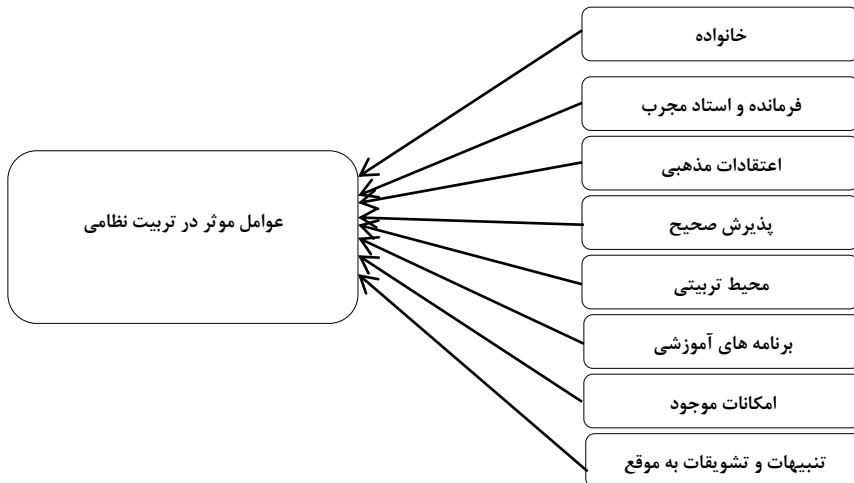 خانواده
فرمانده و استاد مجرب
اعتقادات مذهبی
پذیرش صحیح
محیط تربیتی
برنامه های آموزشی
امکانات موجود
تنبیهات و تشویقات به موقع
عوامل موثر در تربیت نظامی